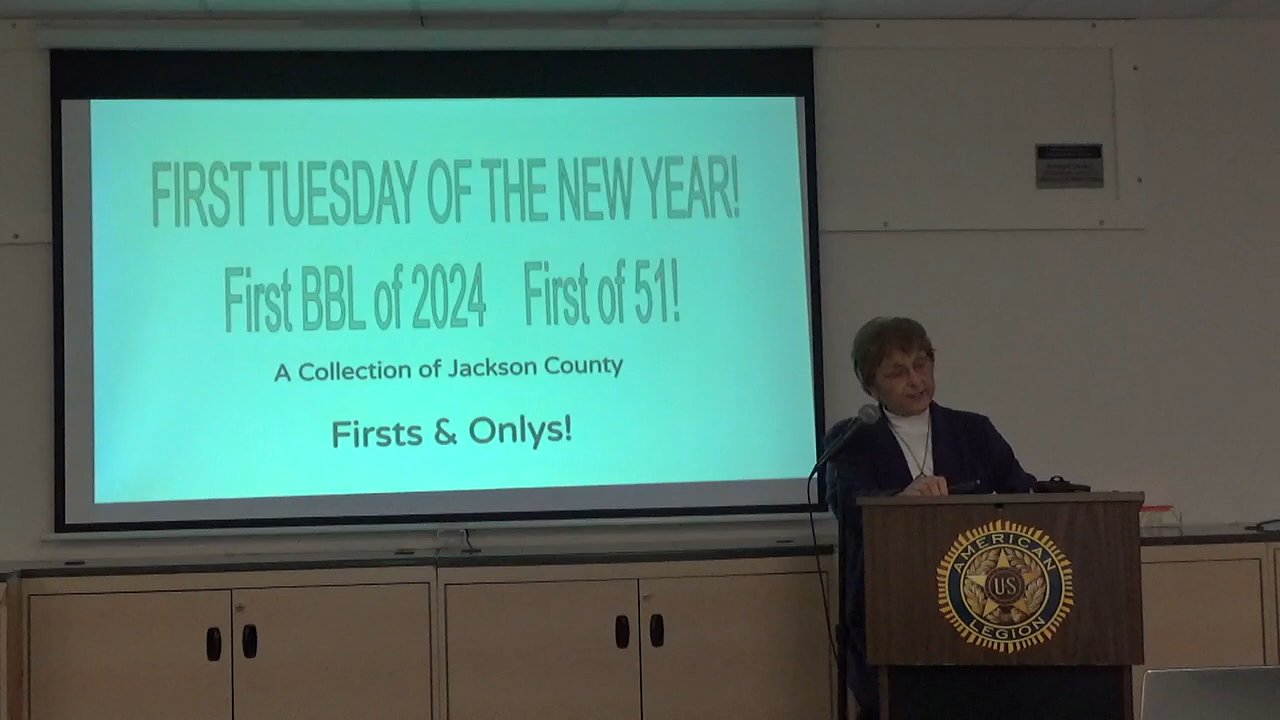 FIRST TUESDAY OF THE NEW YEAR!
First BBL of 2024 First of 51!
A Collection of Jackson County
Firsts & Onlys!
AMERICAN
US
LEGION